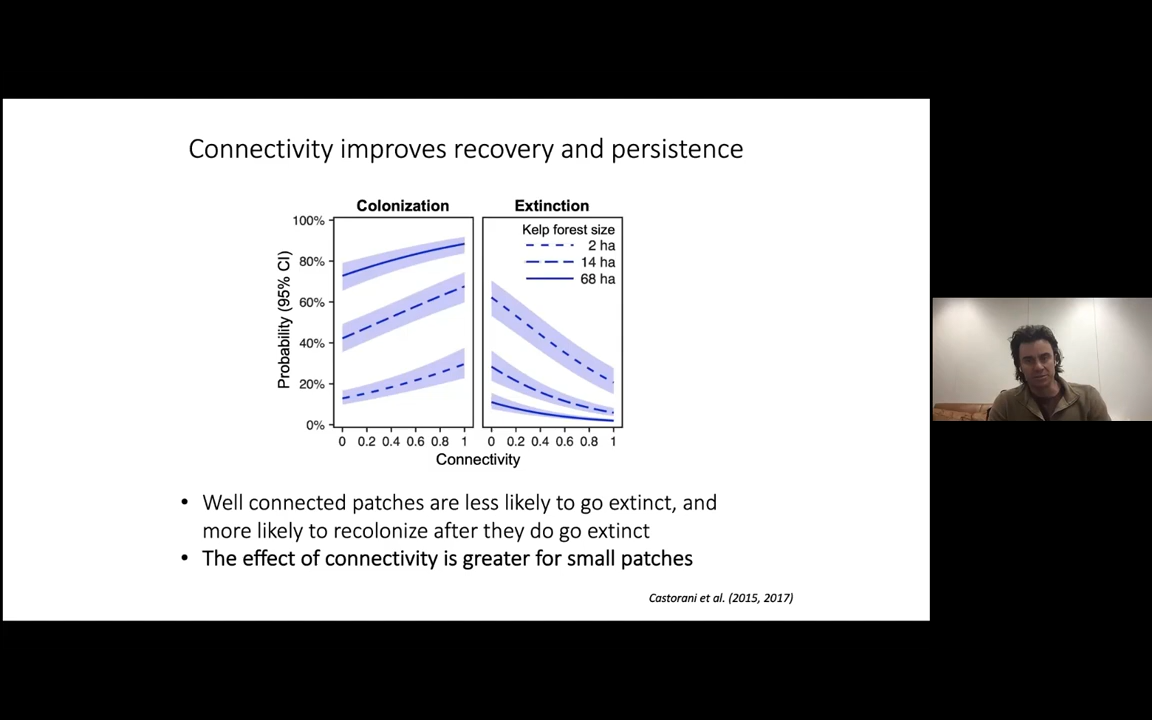 Connectivity improves recovery and persistence
Colonization
Extinction
Probability (95% CI)
100%
80%
60%
40%
20%
0%
Kelp forest size
2 ha
14 ha
68 ha
0 0.2 0.4 0.6 0.8 1
0 0.2 0.4 0.6 0.8 1
Connectivity
• Well connected patches are less likely to go extinct, and
more likely to recolonize after they do go extinct
• The effect of connectivity is greater for small patches
Castorani et al. (2015, 2017)